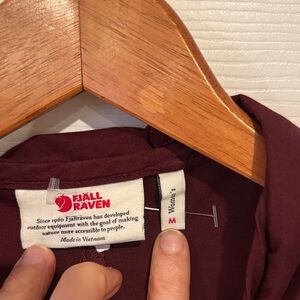 FJÄLL
RÄVEN
Since 1960 Fjällräven has developed
outdoor equipment with the goal of making
nature more accessible to people.
Made in Vietnam
Women's
M